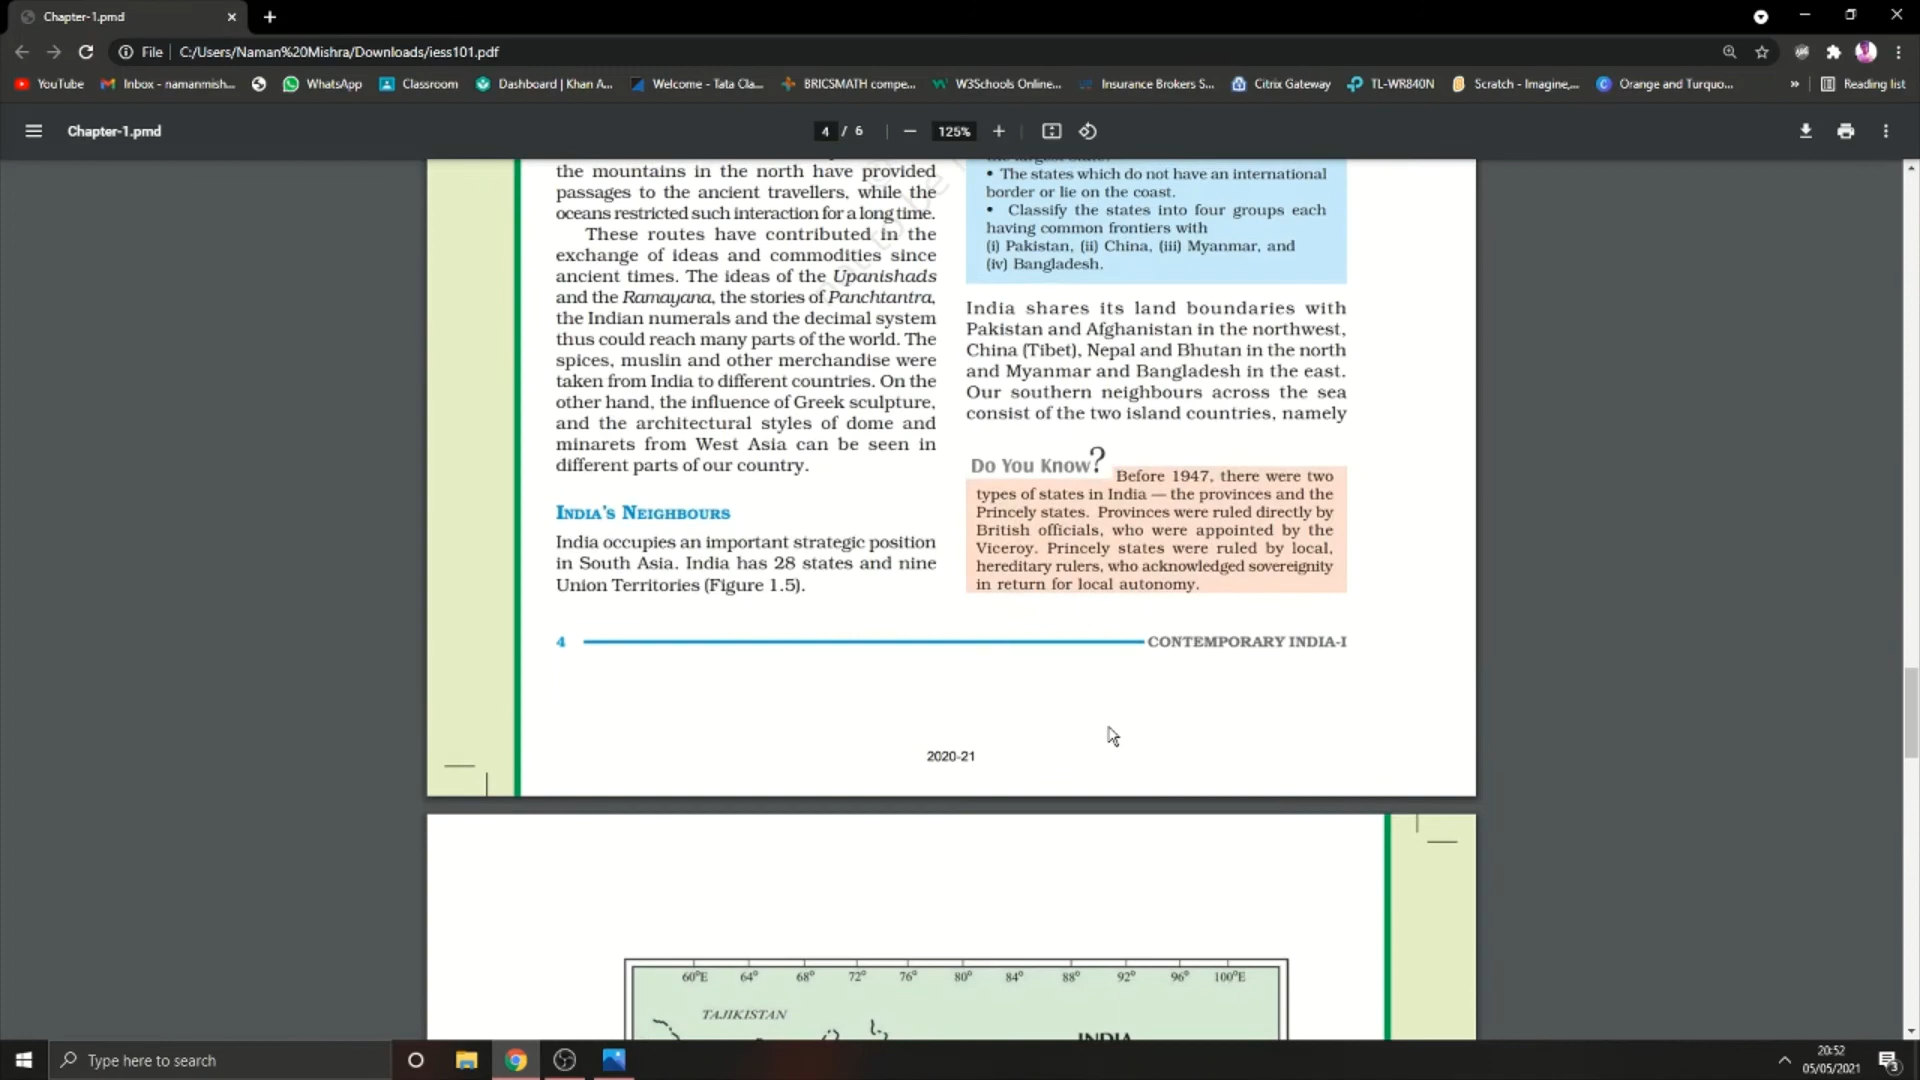 Chapter-1.pmd
File
C:/Users/Naman%20Mishra/Downloads/iess101.pdf
YouTube
Inbox - namanmish...
WhatsApp
Classroom
Dashboard | Khan A...
Welcome - Tata Cla...
BRICSMATH compe...
W3Schools Online...
Insurance Brokers S...
Citrix Gateway
TL-WR840N
Scratch - Imagine,...
Orange and Turquo...
»
Reading list
Chapter-1.pmd
4 / 6
125%
the mountains in the north have provided
passages to the ancient travellers, while the
oceans restricted such interaction for a long time.
These routes have contributed in the
exchange of ideas and commodities since
ancient times. The ideas of the Upanishads
and the Ramayana, the stories of Panchtantra,
the Indian numerals and the decimal system
thus could reach many parts of the world. The
spices, muslin and other merchandise were
taken from India to different countries. On the
other hand, the influence of Greek sculpture,
and the architectural styles of dome and
minarets from West Asia can be seen in
different parts of our country.
INDIA'S NEIGHBOURS
India occupies an important strategic position
in South Asia. India has 28 states and nine
Union Territories (Figure 1.5).
• The states which do not have an international
border or lie on the coast.
• Classify the states into four groups each
having common frontiers with
(i) Pakistan, (ii) China, (iii) Myanmar, and
(iv) Bangladesh.
India shares its land boundaries with
Pakistan and Afghanistan in the northwest,
China (Tibet), Nepal and Bhutan in the north
and Myanmar and Bangladesh in the east.
Our southern neighbours across the sea
consist of the two island countries, namely
Do You Know?
Before 1947, there were two
types of states in India — the provinces and the
Princely states. Provinces were ruled directly by
British officials, who were appointed by the
Viceroy. Princely states were ruled by local,
hereditary rulers, who acknowledged sovereignity
in return for local autonomy.
4
CONTEMPORARY INDIA-I
2020-21
60°E 64° 68° 72° 76° 80° 84° 88° 92° 96° 100°E
TAJIKISTAN
INDIA
Type here to search
20:52
05/05/2021
3